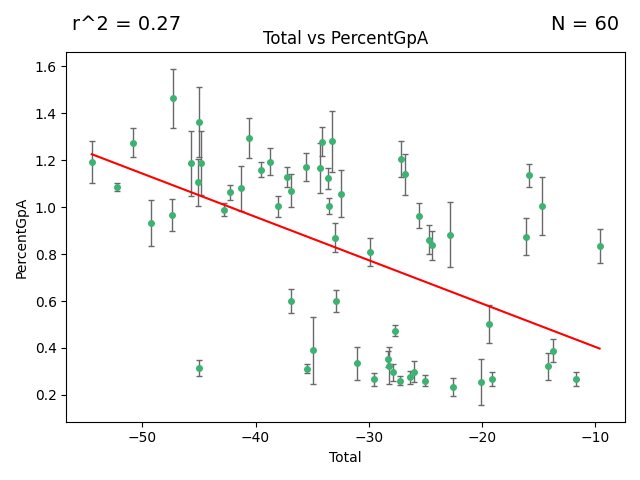 r^2 = 0.27
N = 60
Total vs PercentGpA
1.6
1.4
1.2
1.0
0.8
0.6
0.4
0.2
PercentGpA
−50
−40
−30
−20
−10
Total